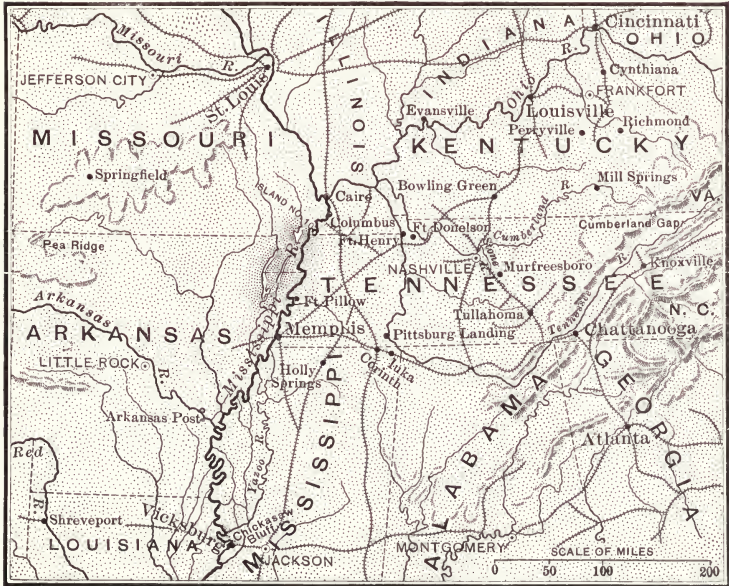 Missouri R.
ILLINOIS
INDIANA
Cincinnati
OHIO
R.
JEFFERSON CITY
St. Louis
Cynthiana
FRANKFORT
Evansville
Ohio
Louisville
Perryville
Richmond
MISSOURI
KENTUCKY
Springfield
Bowling Green
R.
Mill Springs
VA.
ISLAND NO.
Cairo
Columbus
Ft. Donelson
Cumberland
Cumberland Gap
Ft. Henry
Pea Ridge
R.
NASHVILLE
Stone R.
Murfreesboro
R.
Knoxville
TENNESSEE
Ft. Pillow
N. C.
Arkansas
Tullahoma
Tennessee
ARKANSAS
Memphis
Pittsburg Landing
Chattanooga
Mississippi
LITTLE ROCK
R.
Holly
Springs
Corinth
Iuka
GEORGIA
Arkansas Post
ALABAMA
MISSISSIPPI
Atlanta
Red
R.
Yazoo R.
Shreveport
Vicksburg
Chickasaw
Bluffs
LOUISIANA
JACKSON
MONTGOMERY
SCALE OF MILES
0 50 100 200